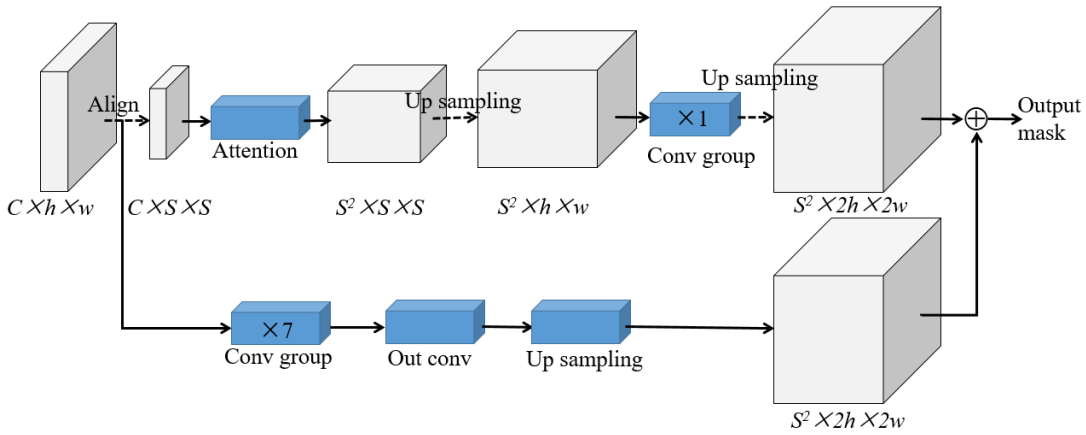 Up sampling
Up sampling
Align
×1
Output
mask
Attention
Conv group
C×h×w
C×S×S
S²×S×S
S²×h×w
S²×2h×2w
×7
Conv group
Out conv
Up sampling
S²×2h×2w